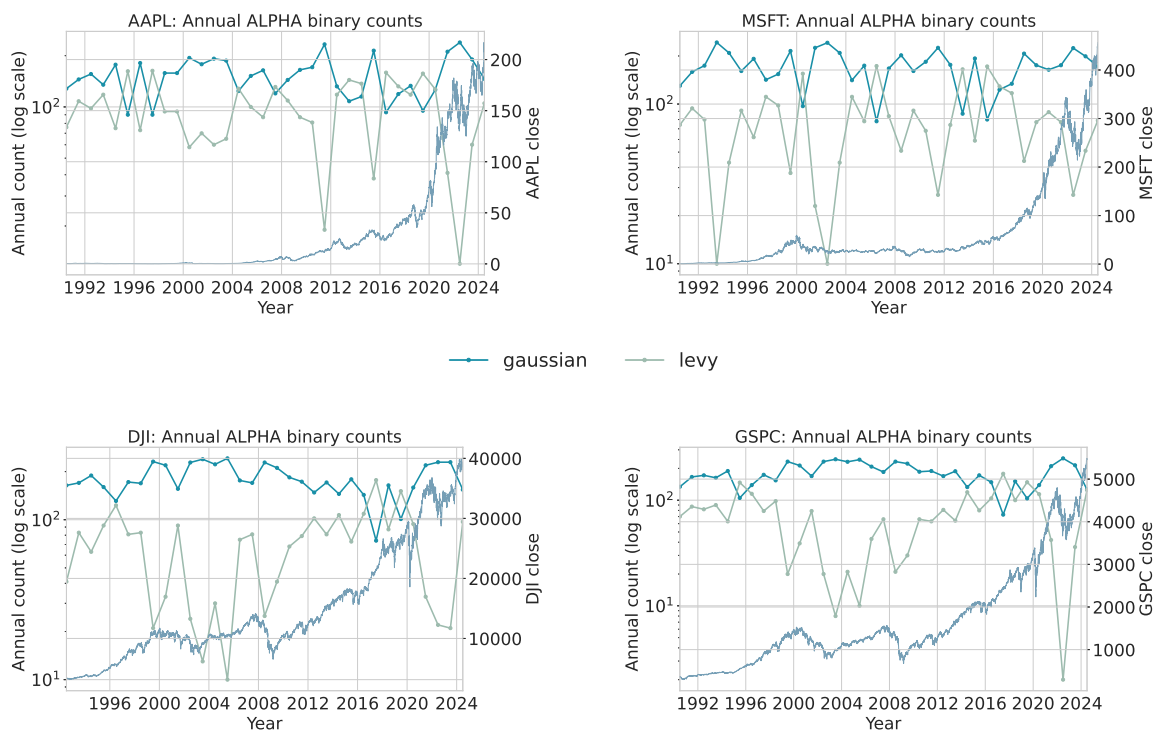 AAPL: Annual ALPHA binary counts
Annual count (log scale)
10²
200
150
100
50
0
AAPL close
1992 1996 2000 2004 2008 2012 2016 2020 2024
Year
MSFT: Annual ALPHA binary counts
Annual count (log scale)
10²
10¹
400
300
200
100
0
MSFT close
1992 1996 2000 2004 2008 2012 2016 2020 2024
Year
gaussian levy
DJI: Annual ALPHA binary counts
Annual count (log scale)
10²
10¹
40000
30000
20000
10000
DJI close
1996 2000 2004 2008 2012 2016 2020 2024
Year
GSPC: Annual ALPHA binary counts
Annual count (log scale)
10²
10¹
5000
4000
3000
2000
1000
GSPC close
1992 1996 2000 2004 2008 2012 2016 2020 2024
Year